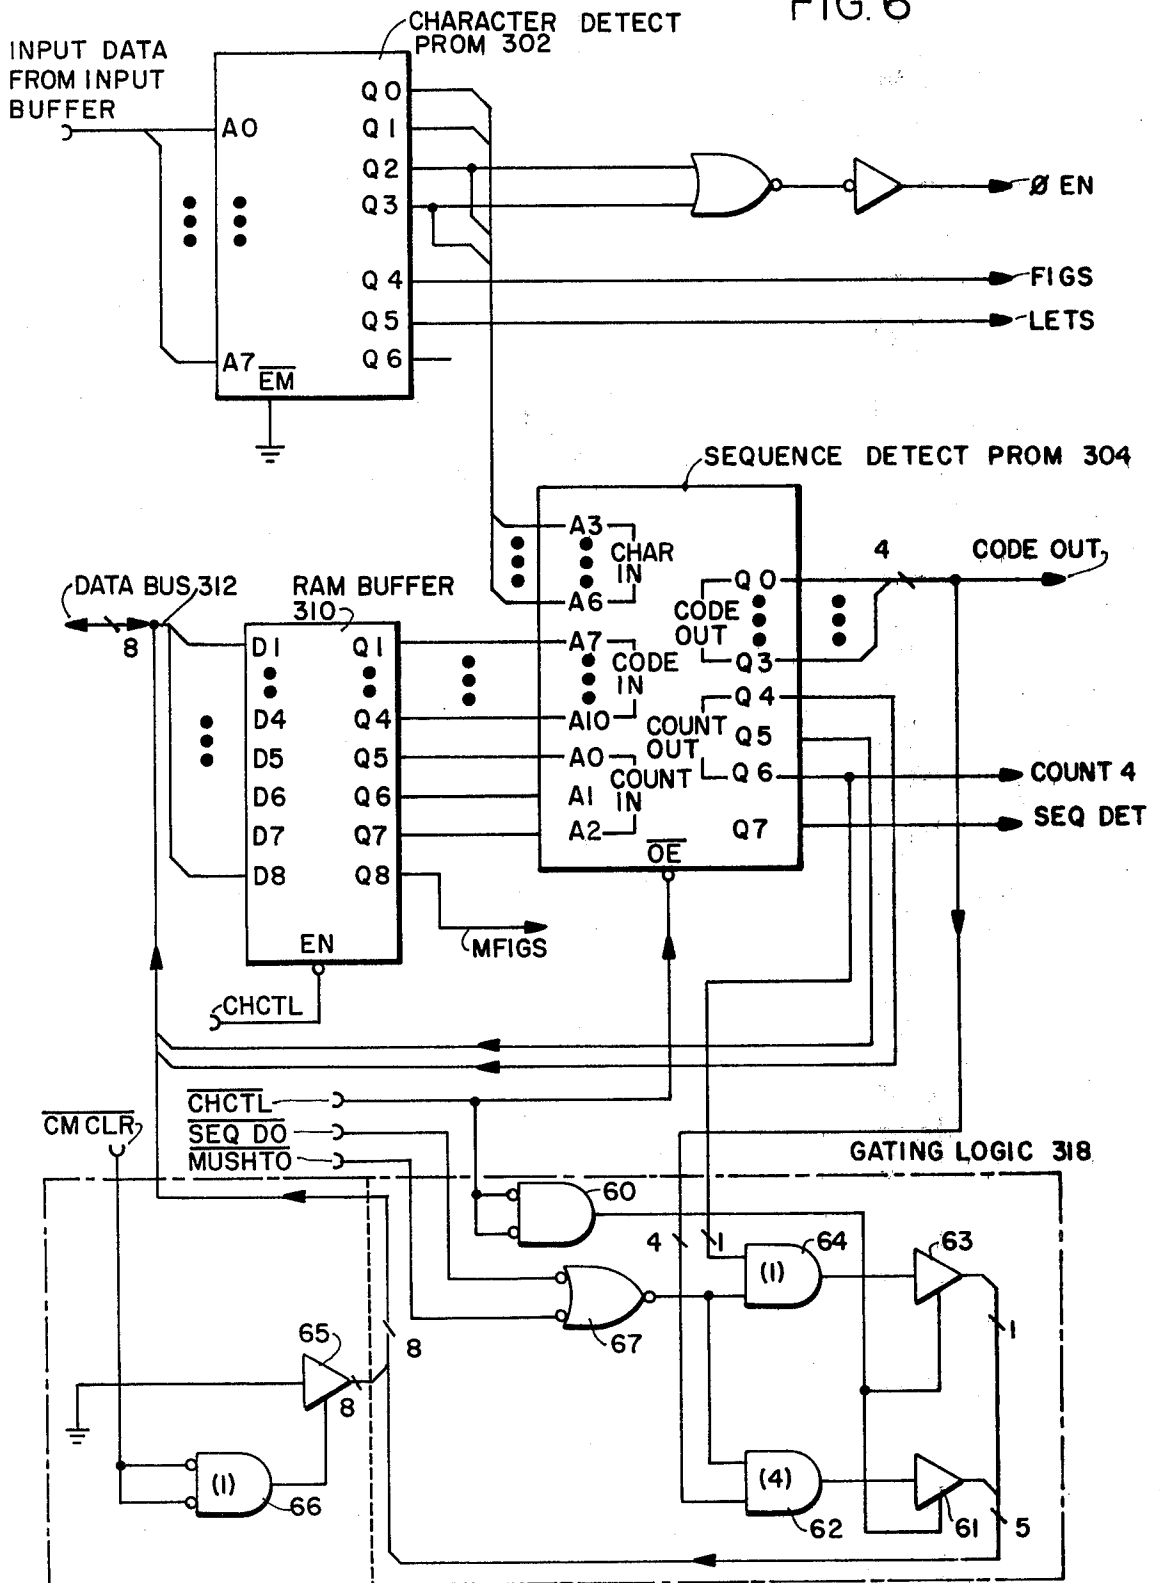 FIG. 6
CHARACTER DETECT
PROM 302
INPUT DATA
FROM INPUT
BUFFER
A0
A7
EM
Q0
Q1
Q2
Q3
Q4
Q5
Q6
Ø EN
FIGS
LETS
SEQUENCE DETECT PROM 304
A3
CHAR
IN
A6
A7
CODE
IN
A10
A0
COUNT
IN
A1
A2
OE
Q0
CODE
OUT
Q3
Q4
COUNT
OUT
Q5
Q6
Q7
4
CODE OUT
COUNT 4
SEQ DET
DATA BUS 312
8
RAM BUFFER
310
D1
D4
D5
D6
D7
D8
Q1
Q4
Q5
Q6
Q7
Q8
EN
MFIGS
CHCTL
CHCTL
SEQ DO
MUSHTO
CM CLR
GATING LOGIC 318
60
4
1
(1)
64
63
67
1
65
8
8
(1)
66
(4)
62
61
5